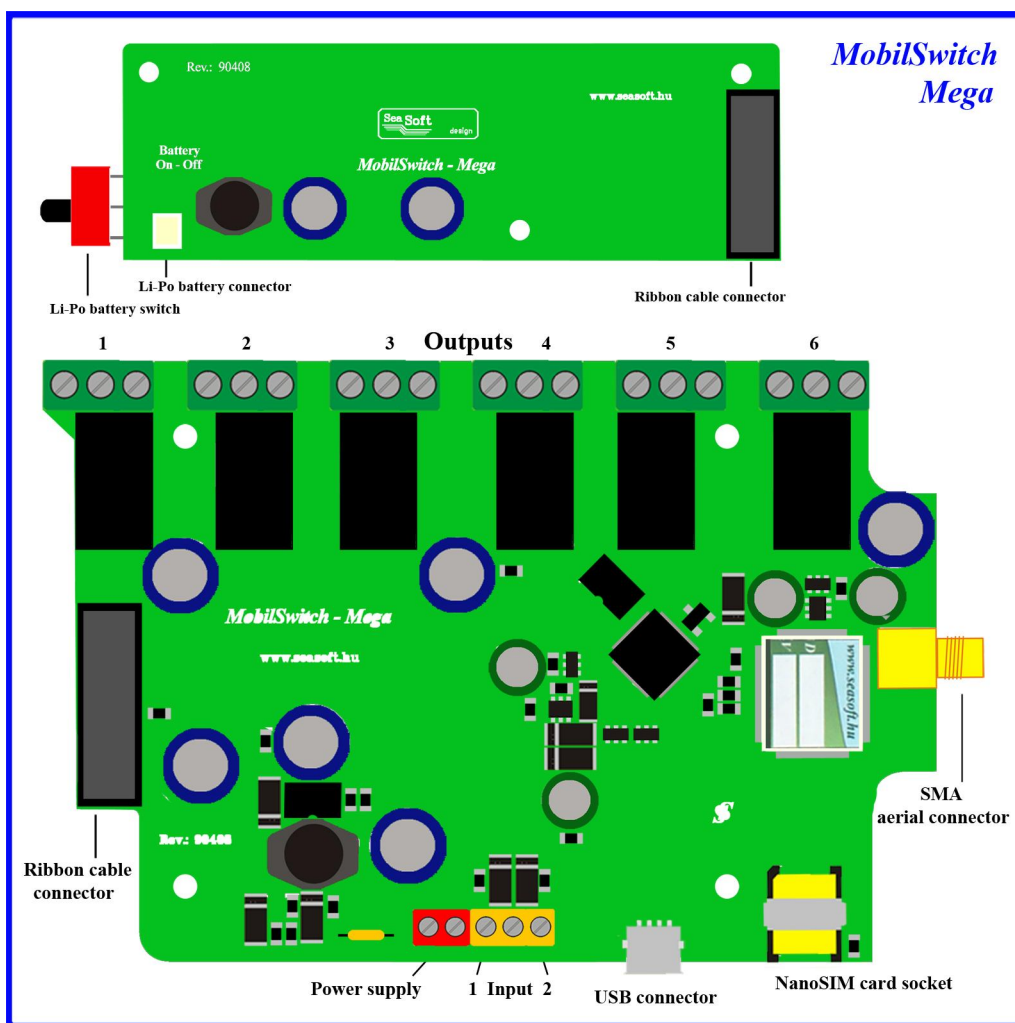 MobilSwitch
Mega
Rev.: 90408
www.seasoft.hu
Sea Soft
design
Battery
On - Off
MobilSwitch - Mega
Li-Po battery connector
Li-Po battery switch
Ribbon cable connector
Outputs
1 2 3 4 5 6
MobilSwitch - Mega
www.seasoft.hu
www.seasoft.hu
D
V
SMA
aerial connector
S
Rev.: 90408
Ribbon cable
connector
Power supply
1 Input 2
USB connector
NanoSIM card socket